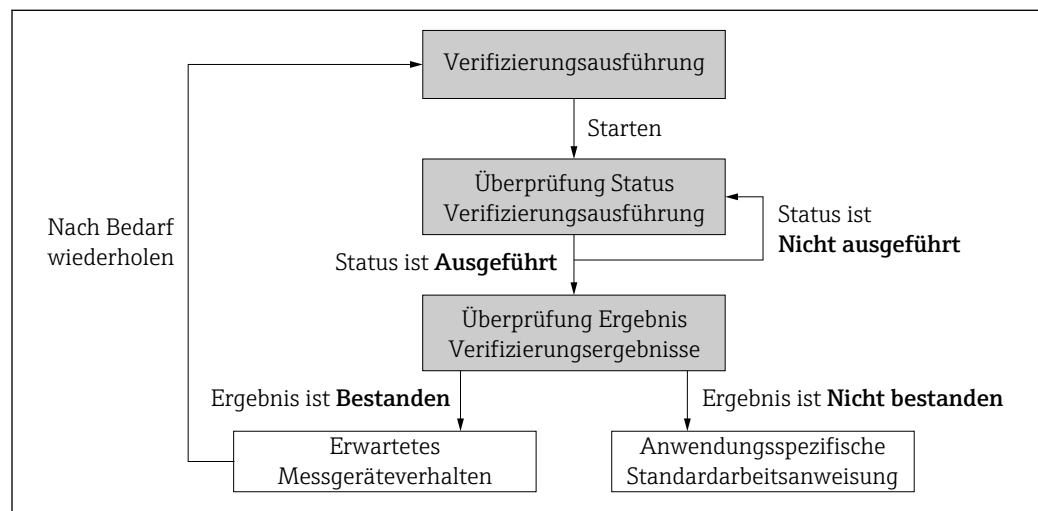 Verifizierungsausführung
Starten
Überprüfung Status
Verifizierungsausführung
Nach Bedarf
wiederholen
Status ist
Nicht ausgeführt
Status ist Ausgeführt
Überprüfung Ergebnis
Verifizierungsergebnisse
Ergebnis ist Bestanden
Ergebnis ist Nicht bestanden
Erwartetes
Messgeräteverhalten
Anwendungsspezifische
Standardarbeitsanweisung